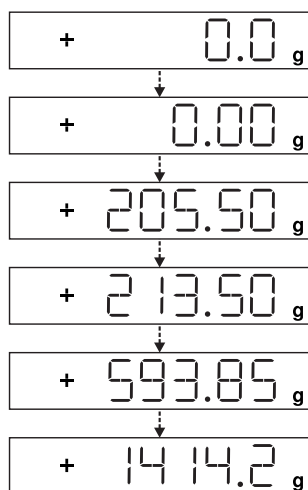 + 0.0 g
+ 0.00 g
+ 205.50 g
+ 213.50 g
+ 593.85 g
+ 1414.2 g